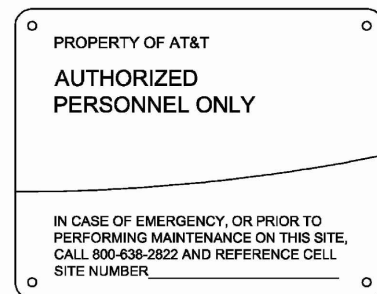 PROPERTY OF AT&T
AUTHORIZED
PERSONNEL ONLY
IN CASE OF EMERGENCY, OR PRIOR TO
PERFORMING MAINTENANCE ON THIS SITE,
CALL 800-638-2822 AND REFERENCE CELL
SITE NUMBER____________________